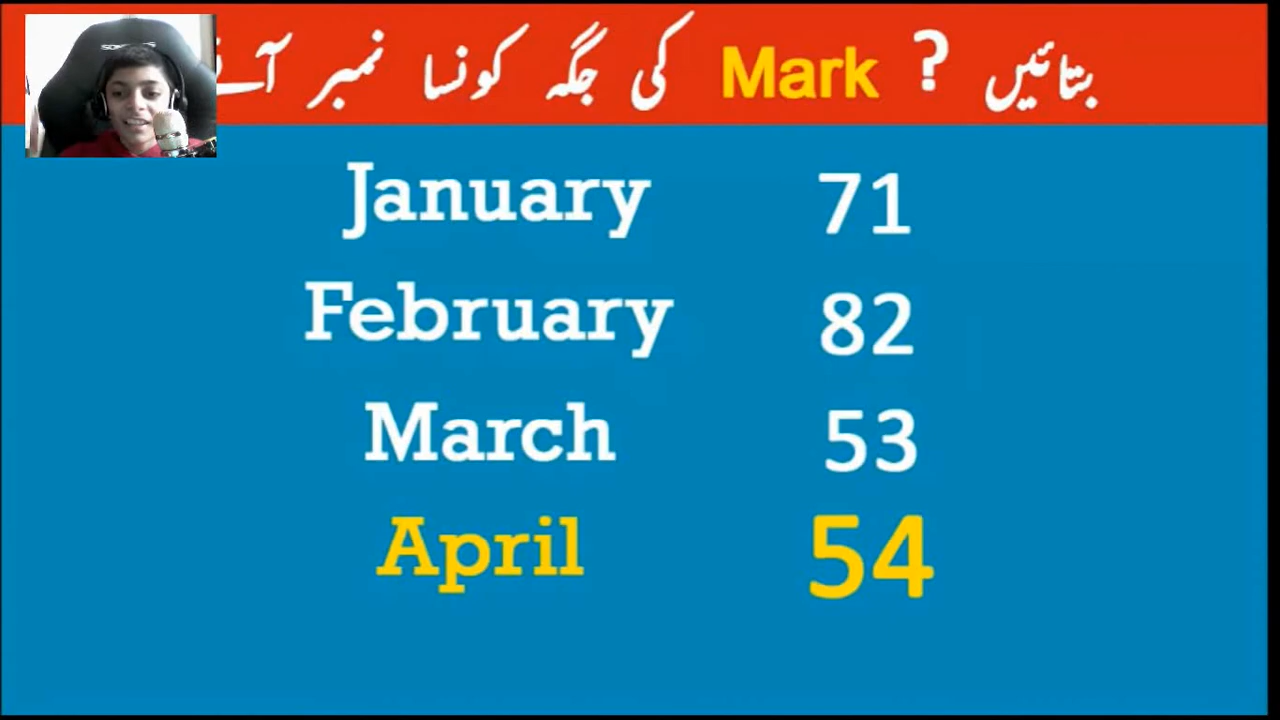 بتائیں ? Mark کی جگہ کونسا نمبر
January 71
February 82
March 53
April 54